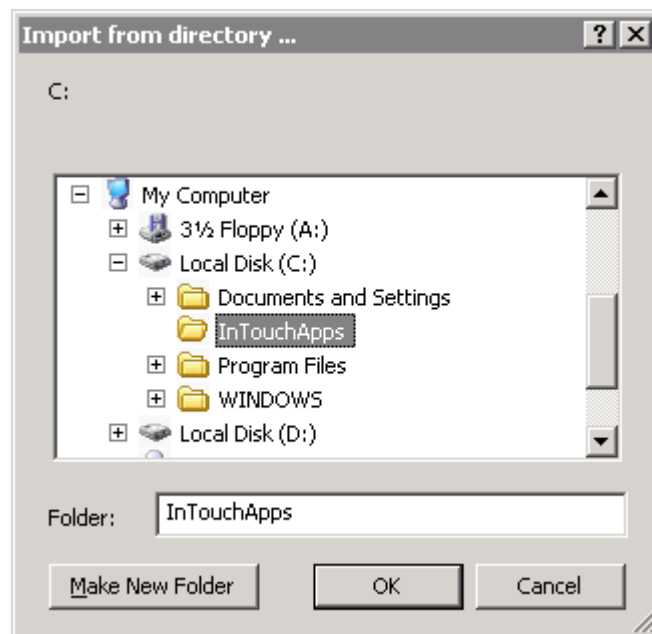 Import from directory ...
C:
My Computer
3½ Floppy (A:)
Local Disk (C:)
Documents and Settings
InTouchApps
Program Files
WINDOWS
Local Disk (D:)
Folder: InTouchApps
Make New Folder OK Cancel